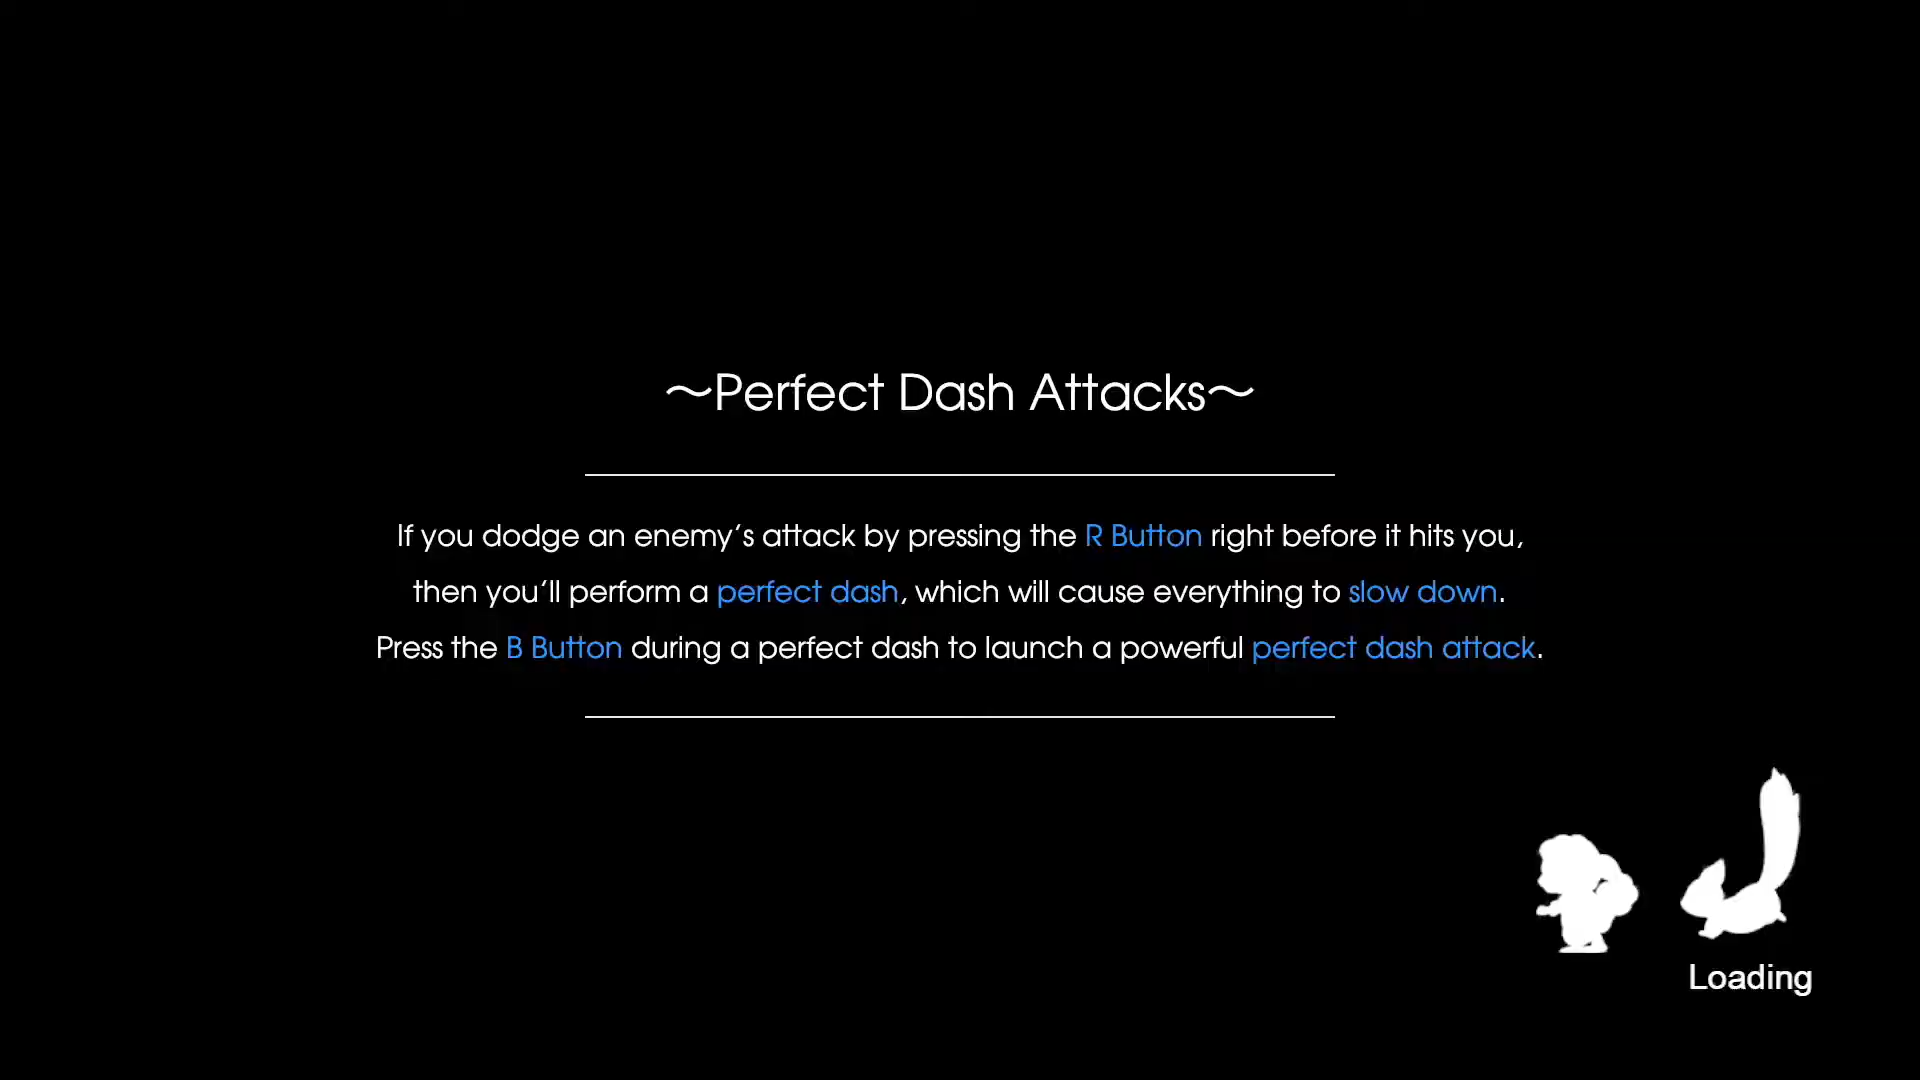 ～Perfect Dash Attacks～
If you dodge an enemy's attack by pressing the R Button right before it hits you,
then you'll perform a perfect dash, which will cause everything to slow down.
Press the B Button during a perfect dash to launch a powerful perfect dash attack.
Loading